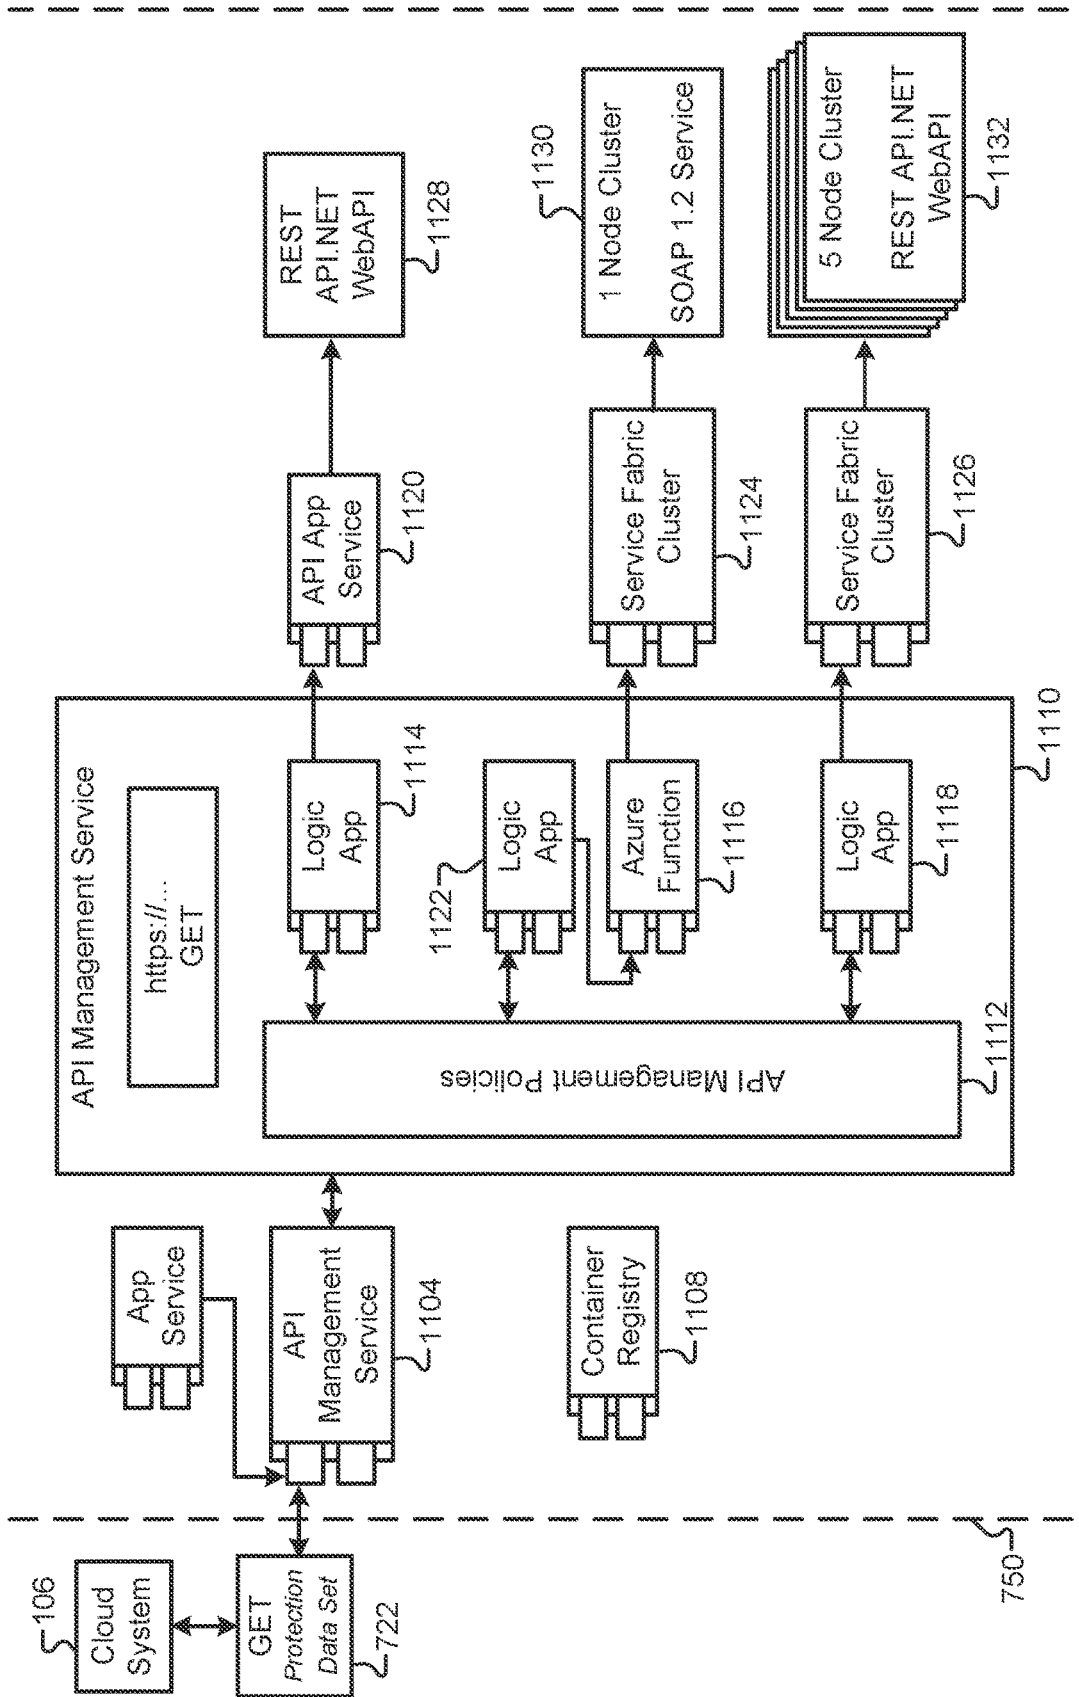 106
Cloud
System
GET
Protection
Data Set
722
750
App
Service
API
Management
Service
1104
Container
Registry
1108
API Management Service
https://...
GET
API Management Policies
1112
Logic
App
1114
1122
Logic
App
Azure
Function
1116
Logic
App
1118
1110
API App
Service
1120
Service Fabric
Cluster
1124
Service Fabric
Cluster
1126
REST
API.NET
WebAPI
1128
1130
1 Node Cluster
SOAP 1.2 Service
5 Node Cluster
REST API.NET
WebAPI
1132